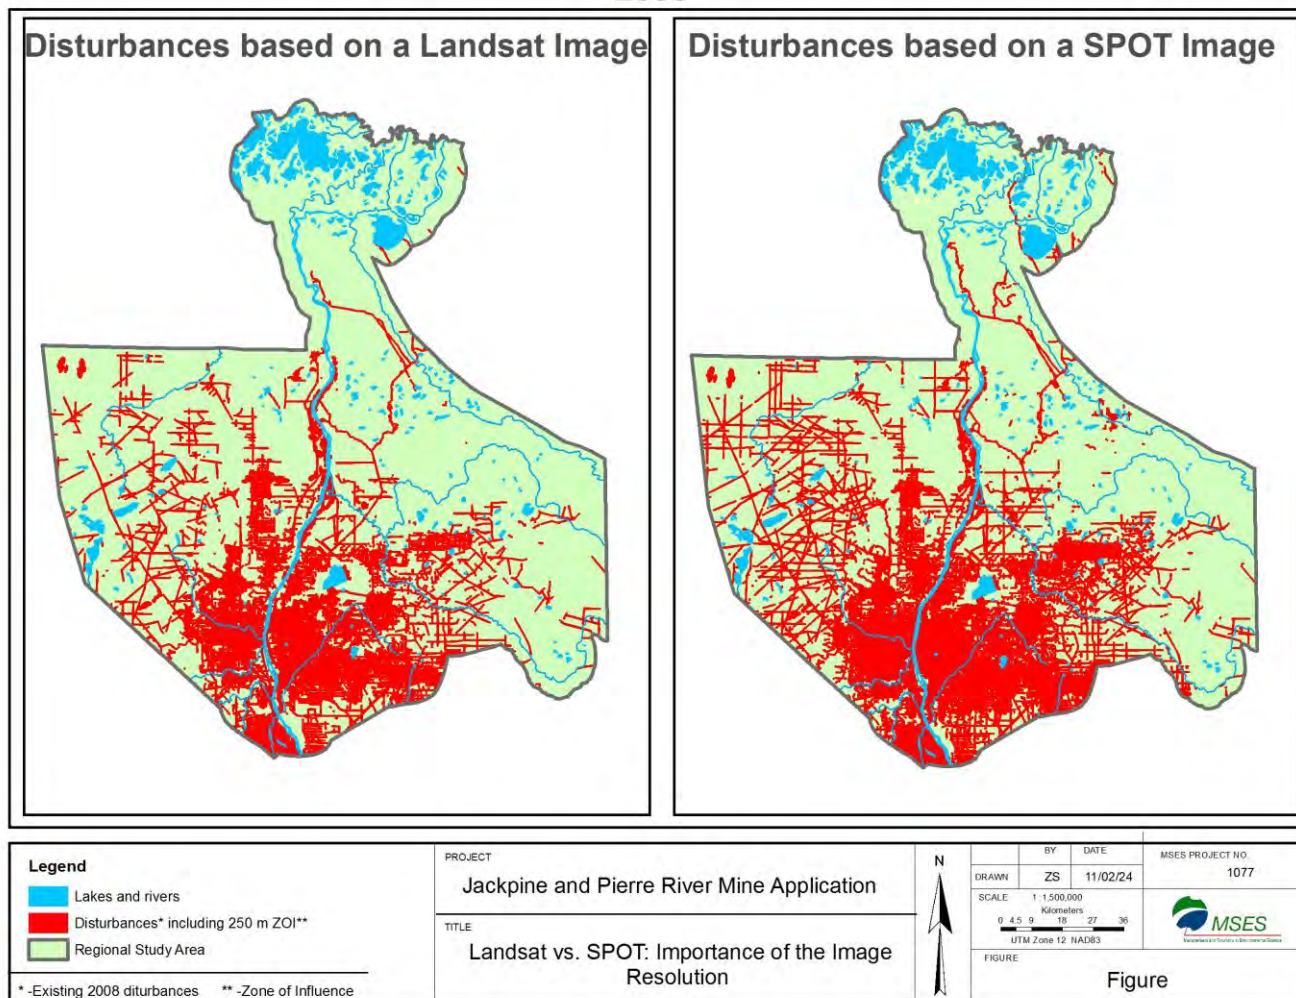 Disturbances based on a Landsat Image
Disturbances based on a SPOT Image
Legend
Lakes and rivers
Disturbances* including 250 m ZOI**
Regional Study Area
* -Existing 2008 diturbances ** -Zone of Influence
PROJECT
Jackpine and Pierre River Mine Application
TITLE
Landsat vs. SPOT: Importance of the Image
Resolution
N
BY DATE
DRAWN ZS 11/02/24
SCALE 1:1,500,000
Kilometers
0 4.5 9 18 27 36
UTM Zone 12 NAD83
MSES PROJECT NO.
1077
MSES
FIGURE
Figure